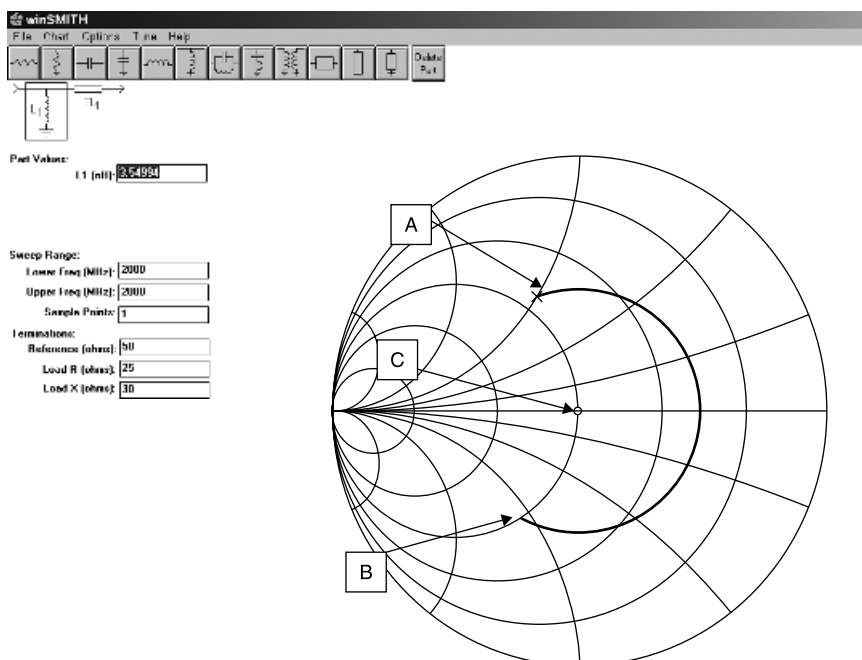 winSMITH
File Chart Options Tune Help
Delete Part
L1
TL1
Part Values:
L1 (nH): 3.54994
Sweep Range:
Lower Freq (MHz): 2000
Upper Freq (MHz): 2000
Sample Points: 1
Terminations:
Reference (ohms): 50
Load R (ohms): 25
Load X (ohms): 30
A
C
B